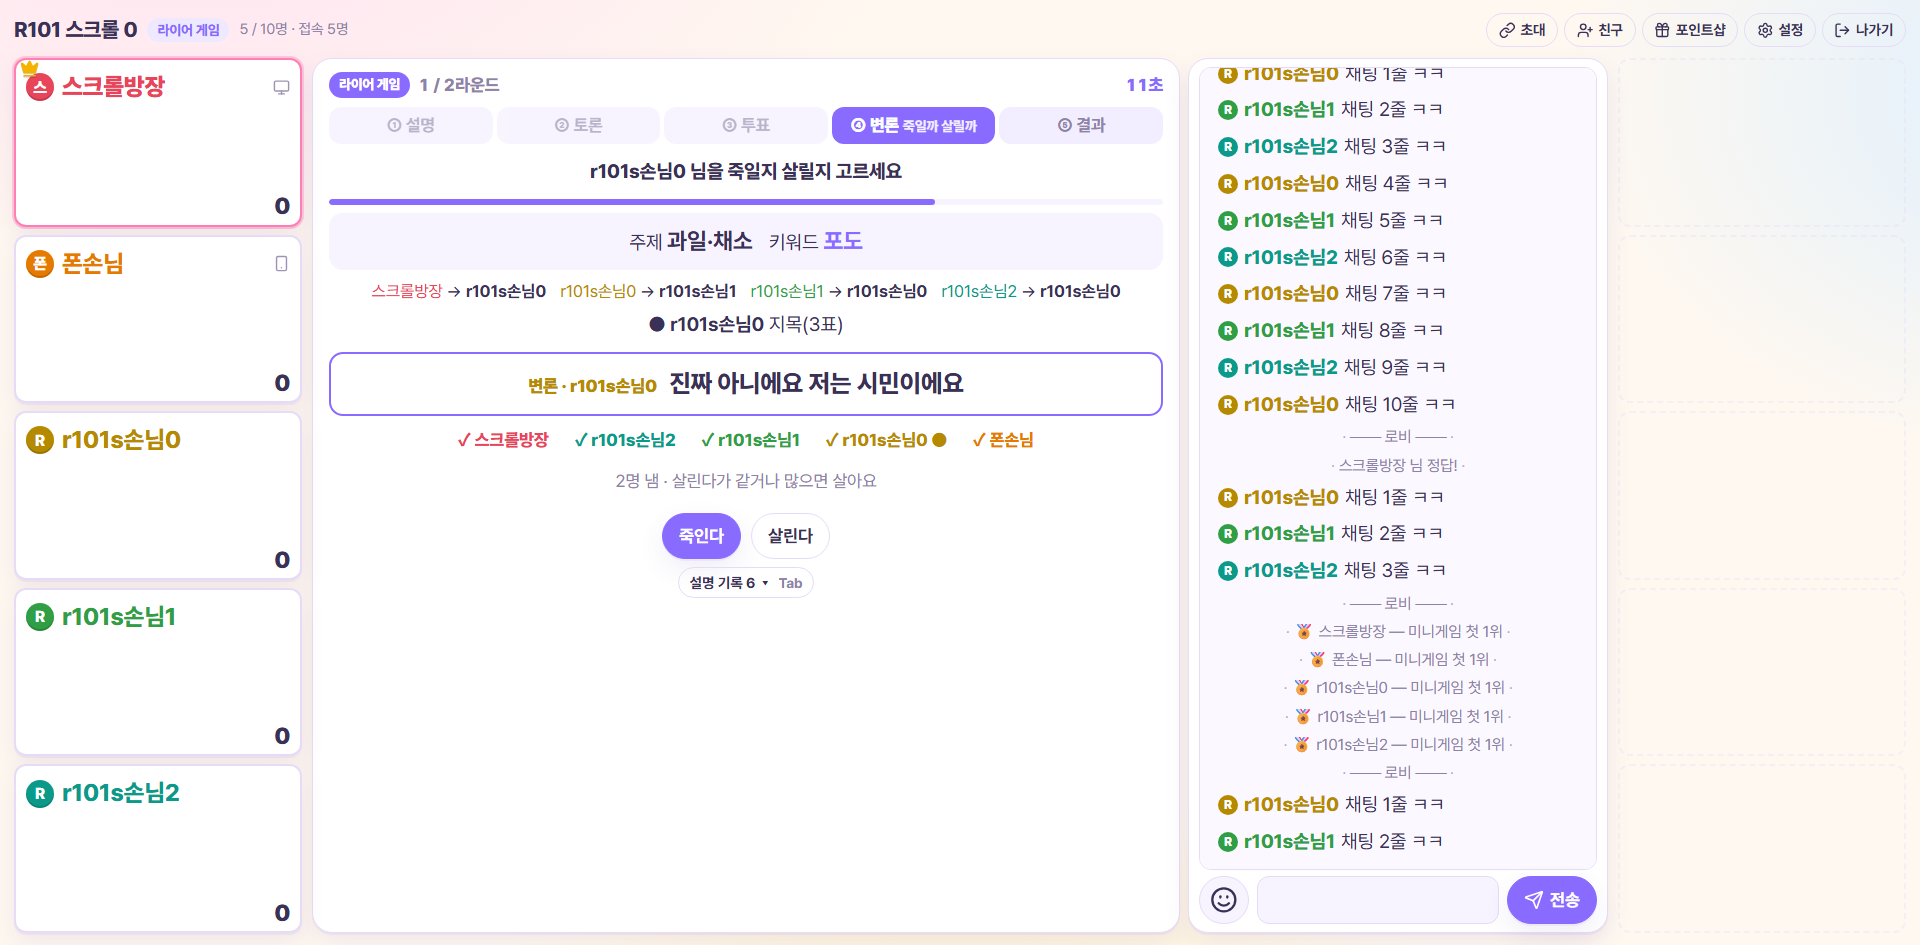 R101 스크롤 0 라이어 게임 5 / 10명 · 접속 5명
초대 친구 포인트샵 설정 나가기
스 스크롤방장
0
폰 폰손님
0
R r101s손님0
0
R r101s손님1
0
R r101s손님2
0
라이어 게임 1 / 2라운드 11초
① 설명 ② 토론 ③ 투표 ④ 변론 죽일까 살릴까 ⑤ 결과
r101s손님0 님을 죽일지 살릴지 고르세요
주제 과일·채소 키워드 포도
스크롤방장 → r101s손님0 r101s손님0 → r101s손님1 r101s손님1 → r101s손님0 r101s손님2 → r101s손님0
● r101s손님0 지목(3표)
변론 · r101s손님0 진짜 아니에요 저는 시민이에요
✓ 스크롤방장 ✓ r101s손님2 ✓ r101s손님1 ✓ r101s손님0 ● ✓ 폰손님
2명 냄 · 살린다가 같거나 많으면 살아요
죽인다 살린다
설명 기록 6 ▾ Tab
R r101s손님0 채팅 1줄 ㅋㅋ
R r101s손님1 채팅 2줄 ㅋㅋ
R r101s손님2 채팅 3줄 ㅋㅋ
R r101s손님0 채팅 4줄 ㅋㅋ
R r101s손님1 채팅 5줄 ㅋㅋ
R r101s손님2 채팅 6줄 ㅋㅋ
R r101s손님0 채팅 7줄 ㅋㅋ
R r101s손님1 채팅 8줄 ㅋㅋ
R r101s손님2 채팅 9줄 ㅋㅋ
R r101s손님0 채팅 10줄 ㅋㅋ
· —— 로비 —— ·
· 스크롤방장 님 정답! ·
R r101s손님0 채팅 1줄 ㅋㅋ
R r101s손님1 채팅 2줄 ㅋㅋ
R r101s손님2 채팅 3줄 ㅋㅋ
· —— 로비 —— ·
· 🏅 스크롤방장 — 미니게임 첫 1위 ·
· 🏅 폰손님 — 미니게임 첫 1위 ·
· 🏅 r101s손님0 — 미니게임 첫 1위 ·
· 🏅 r101s손님1 — 미니게임 첫 1위 ·
· 🏅 r101s손님2 — 미니게임 첫 1위 ·
· —— 로비 —— ·
R r101s손님0 채팅 1줄 ㅋㅋ
R r101s손님1 채팅 2줄 ㅋㅋ
전송